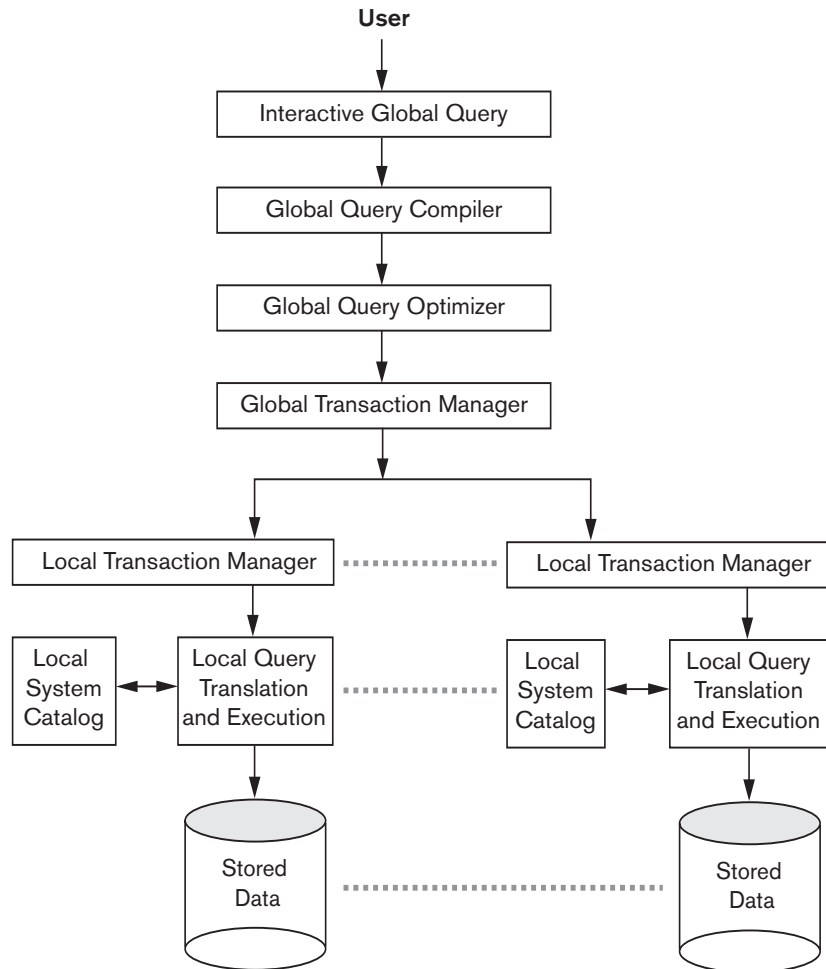 User
Interactive Global Query
Global Query Compiler
Global Query Optimizer
Global Transaction Manager
Local Transaction Manager
Local Transaction Manager
Local
System
Catalog
Local Query
Translation
and Execution
Local
System
Catalog
Local Query
Translation
and Execution
Stored
Data
Stored
Data